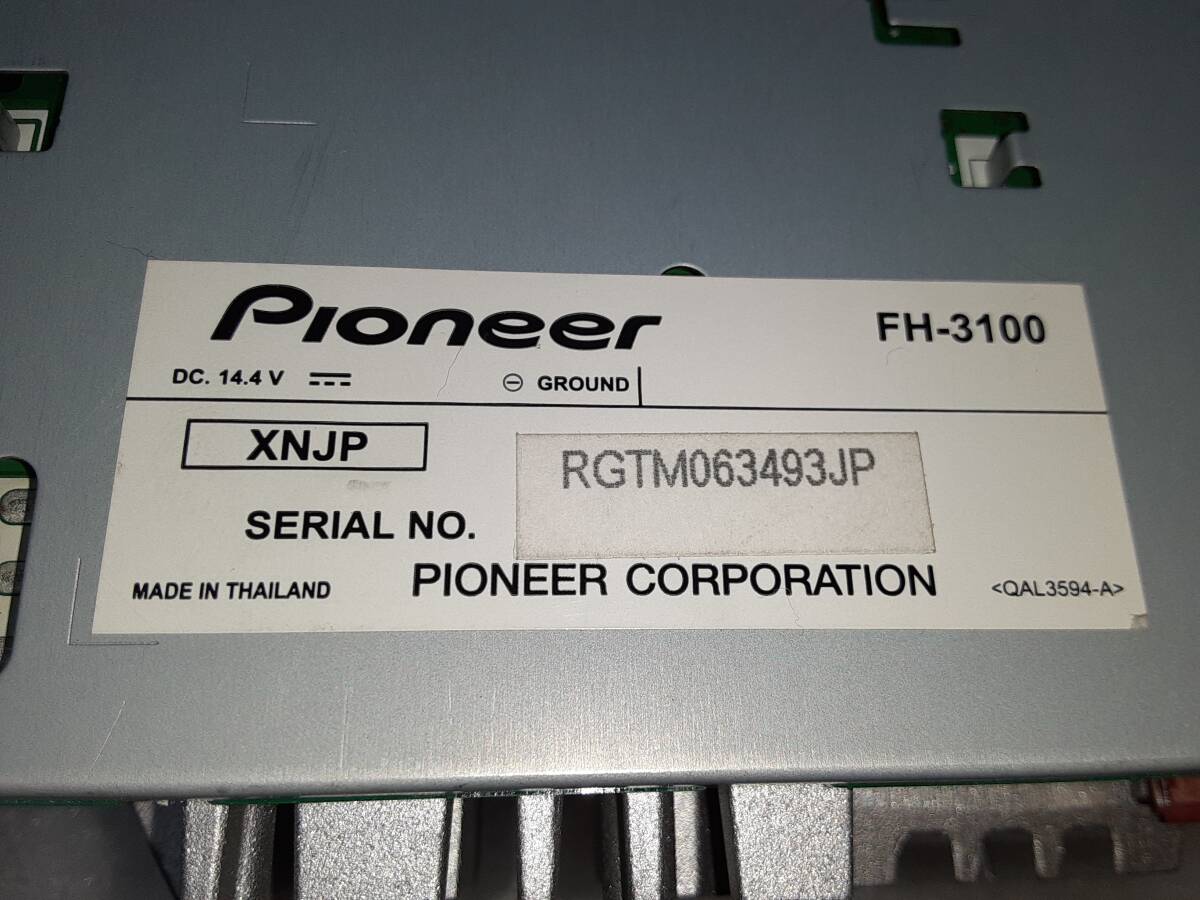 Pioneer
FH-3100
DC. 14.4 V
GROUND
XNJP
RGTM063493JP
SERIAL NO.
MADE IN THAILAND
PIONEER CORPORATION
<QAL3594-A>